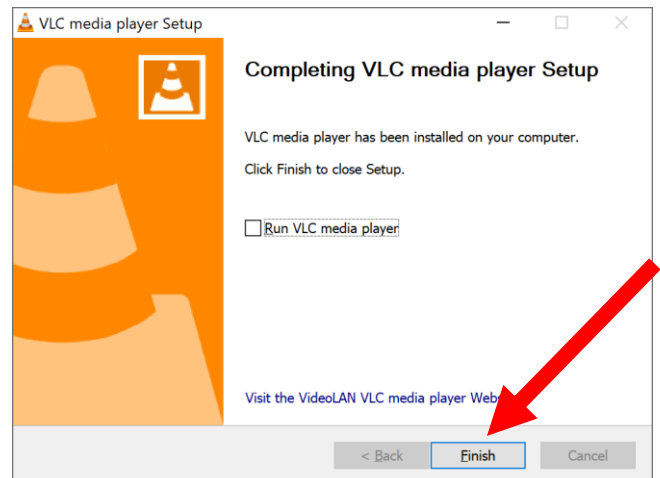 VLC media player Setup
Completing VLC media player Setup
VLC media player has been installed on your computer.
Click Finish to close Setup.
Run VLC media player
Visit the VideoLAN VLC media player
< Back Finish Cancel